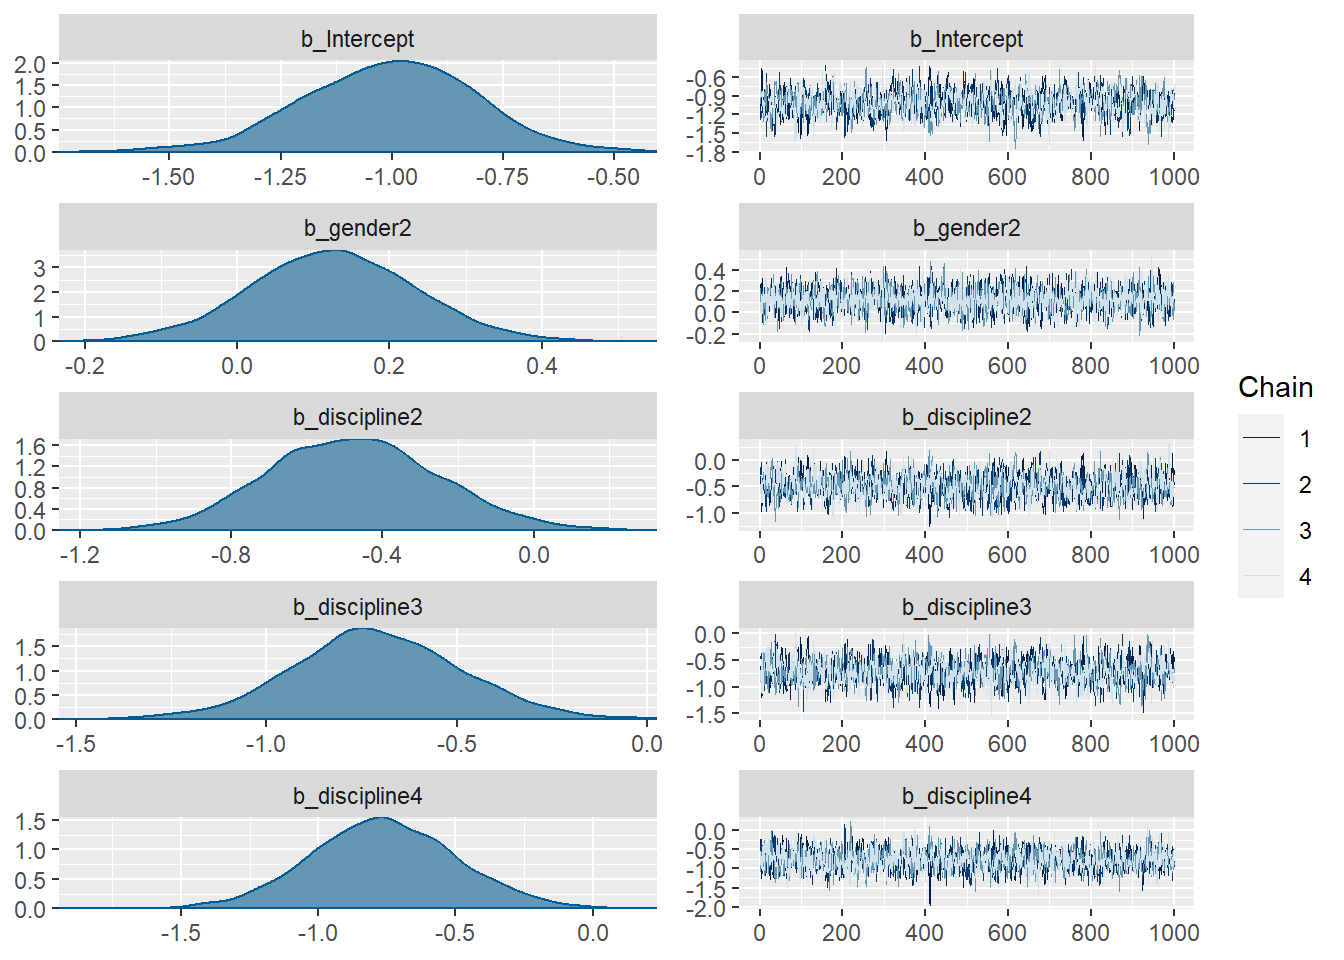 b_Intercept
2.0
1.5
1.0
0.5
0.0
-1.50 -1.25 -1.00 -0.75 -0.50
b_Intercept
-0.6
-0.9
-1.2
-1.5
-1.8
0 200 400 600 800 1000
b_gender2
3
2
1
0
-0.2 0.0 0.2 0.4
b_gender2
0.4
0.2
0.0
-0.2
0 200 400 600 800 1000
b_discipline2
1.6
1.2
0.8
0.4
0.0
-1.2 -0.8 -0.4 0.0
b_discipline2
0.0
-0.5
-1.0
0 200 400 600 800 1000
b_discipline3
1.5
1.0
0.5
0.0
-1.5 -1.0 -0.5 0.0
b_discipline3
0.0
-0.5
-1.0
-1.5
0 200 400 600 800 1000
b_discipline4
1.5
1.0
0.5
0.0
-1.5 -1.0 -0.5 0.0
b_discipline4
0.0
-0.5
-1.0
-1.5
-2.0
0 200 400 600 800 1000
Chain
1
2
3
4